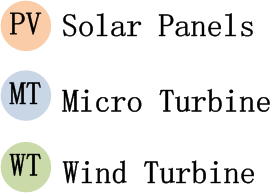 PV Solar Panels
MT Micro Turbine
WT Wind Turbine